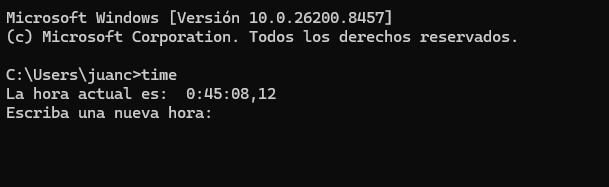 Microsoft Windows [Versión 10.0.26200.8457]
(c) Microsoft Corporation. Todos los derechos reservados.
C:\Users\juanc>time
La hora actual es:  0:45:08,12
Escriba una nueva hora: